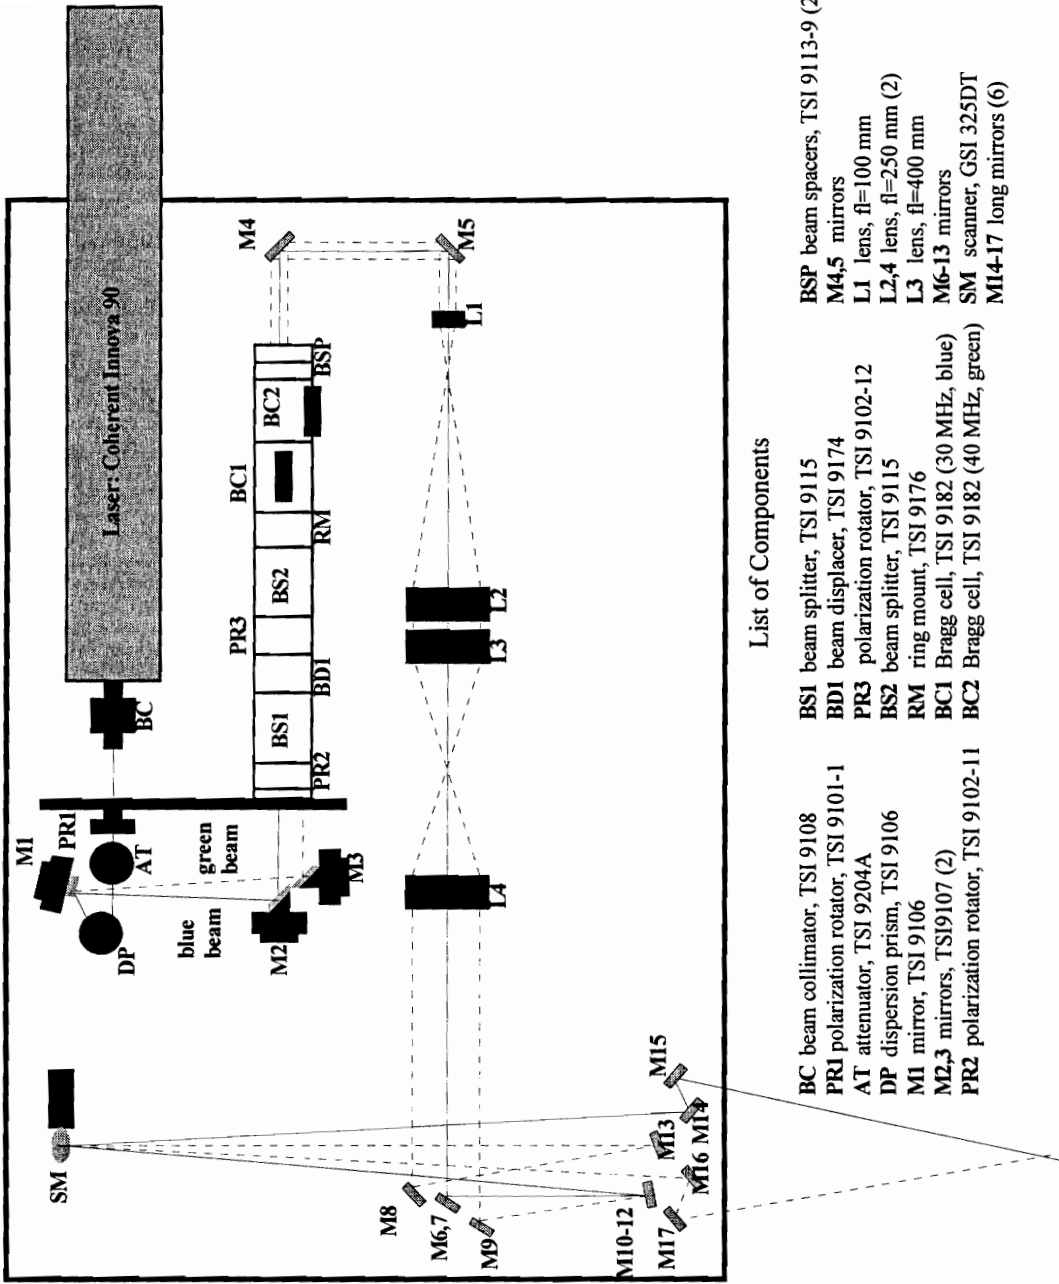 Laser: Coherent Innova 90
M1
PR1
BC
AT
DP
blue
beam
green
beam
M2
M3
PR2
BS1
BD1
PR3
BS2
RM
BC1
BC2
BSP
M4
M5
L1
L2
L3
L4
SM
M8
M6,7
M9
M10-12
M13
M14
M15
M16
M17
List of Components
BC beam collimator, TSI 9108
PR1 polarization rotator, TSI 9101-1
AT attenuator, TSI 9204A
DP dispersion prism, TSI 9106
M1 mirror, TSI 9106
M2,3 mirrors, TSI9107 (2)
PR2 polarization rotator, TSI 9102-11
BS1 beam splitter, TSI 9115
BD1 beam displacer, TSI 9174
PR3 polarization rotator, TSI 9102-12
BS2 beam splitter, TSI 9115
RM ring mount, TSI 9176
BC1 Bragg cell, TSI 9182 (30 MHz, blue)
BC2 Bragg cell, TSI 9182 (40 MHz, green)
BSP beam spacers, TSI 9113-9 (2
M4,5 mirrors
L1 lens, fl=100 mm
L2,4 lens, fl=250 mm (2)
L3 lens, fl=400 mm
M6-13 mirrors
SM scanner, GSI 325DT
M14-17 long mirrors (6)